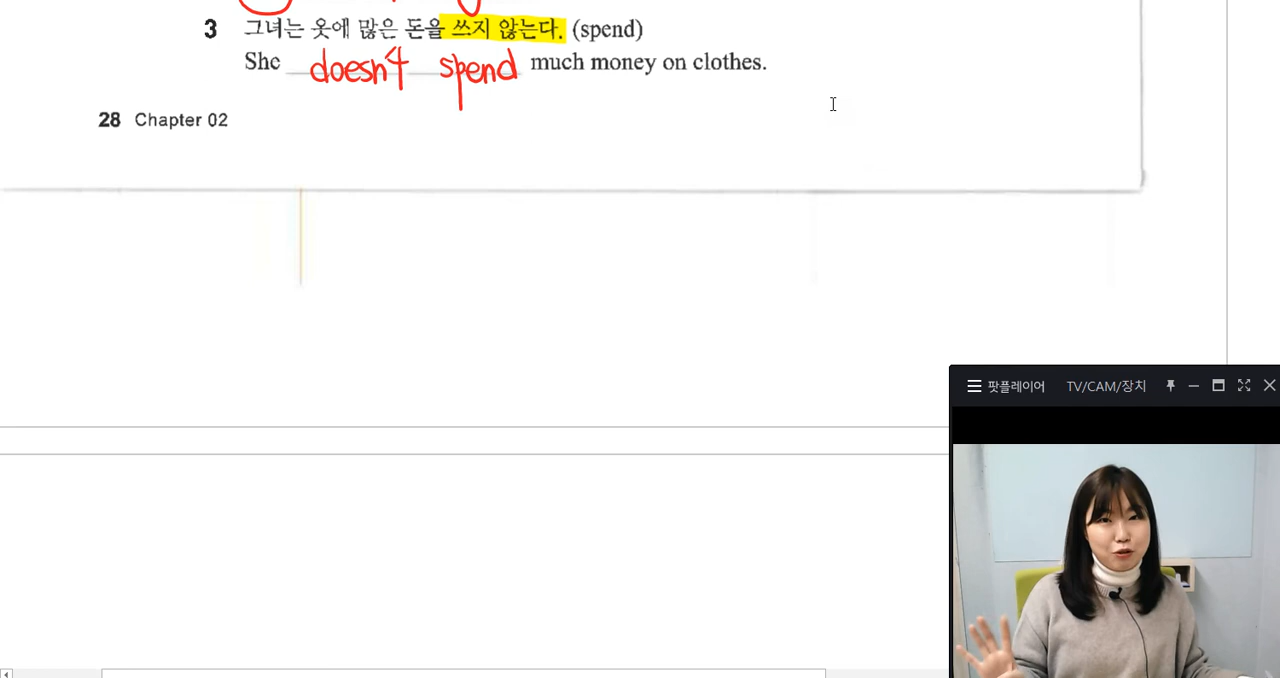 3 그녀는 옷에 많은 돈을 쓰지 않는다. (spend)
She doesn't spend much money on clothes.
28 Chapter 02
팟플레이어 TV/CAM/장치